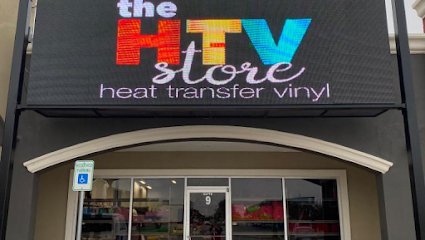 the
HTV
store
heat transfer vinyl
9